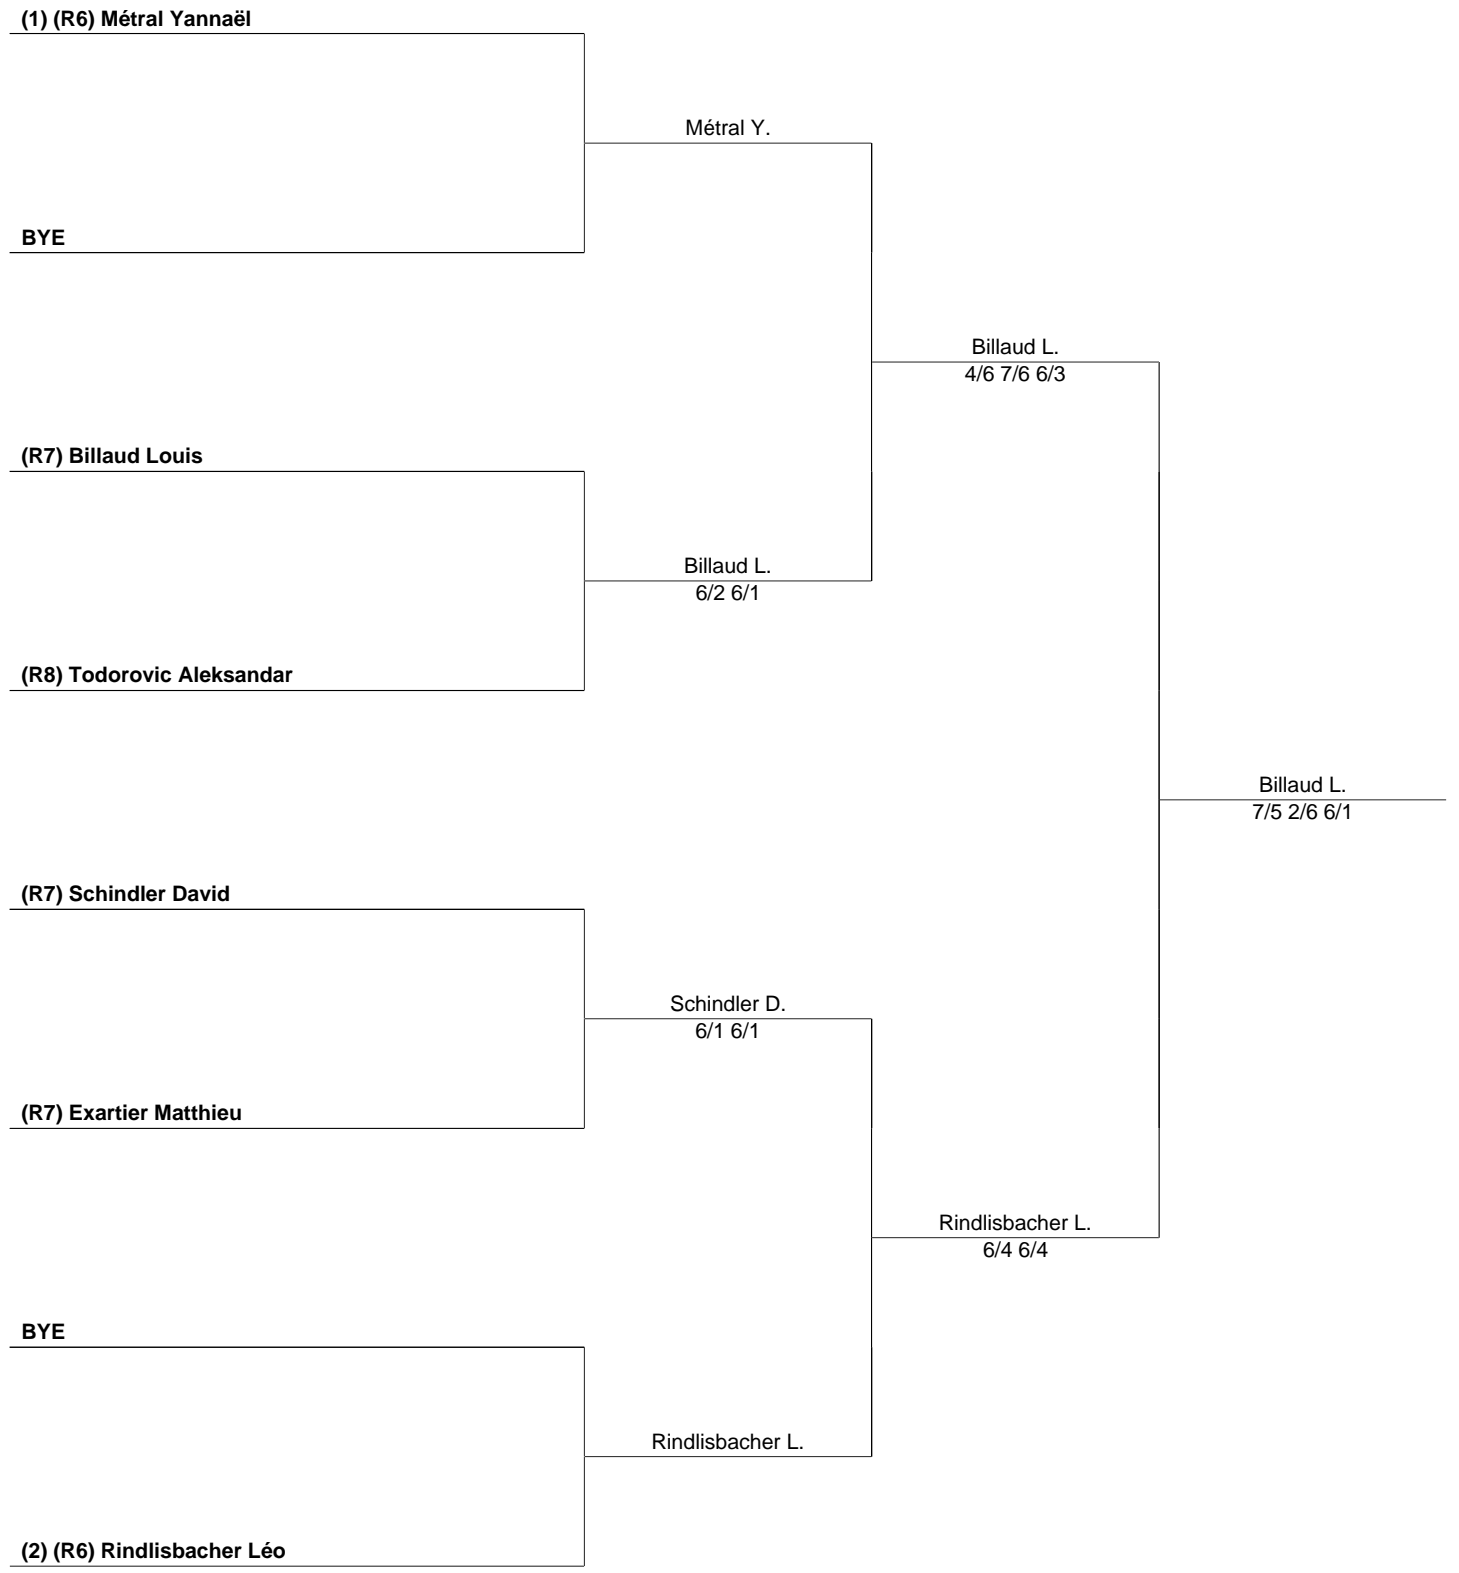 (1) (R6) Métral Yannaël
Métral Y.
BYE
Billaud L.
4/6 7/6 6/3
(R7) Billaud Louis
Billaud L.
6/2 6/1
(R8) Todorovic Aleksandar
Billaud L.
7/5 2/6 6/1
(R7) Schindler David
Schindler D.
6/1 6/1
(R7) Exartier Matthieu
Rindlisbacher L.
6/4 6/4
BYE
Rindlisbacher L.
(2) (R6) Rindlisbacher Léo